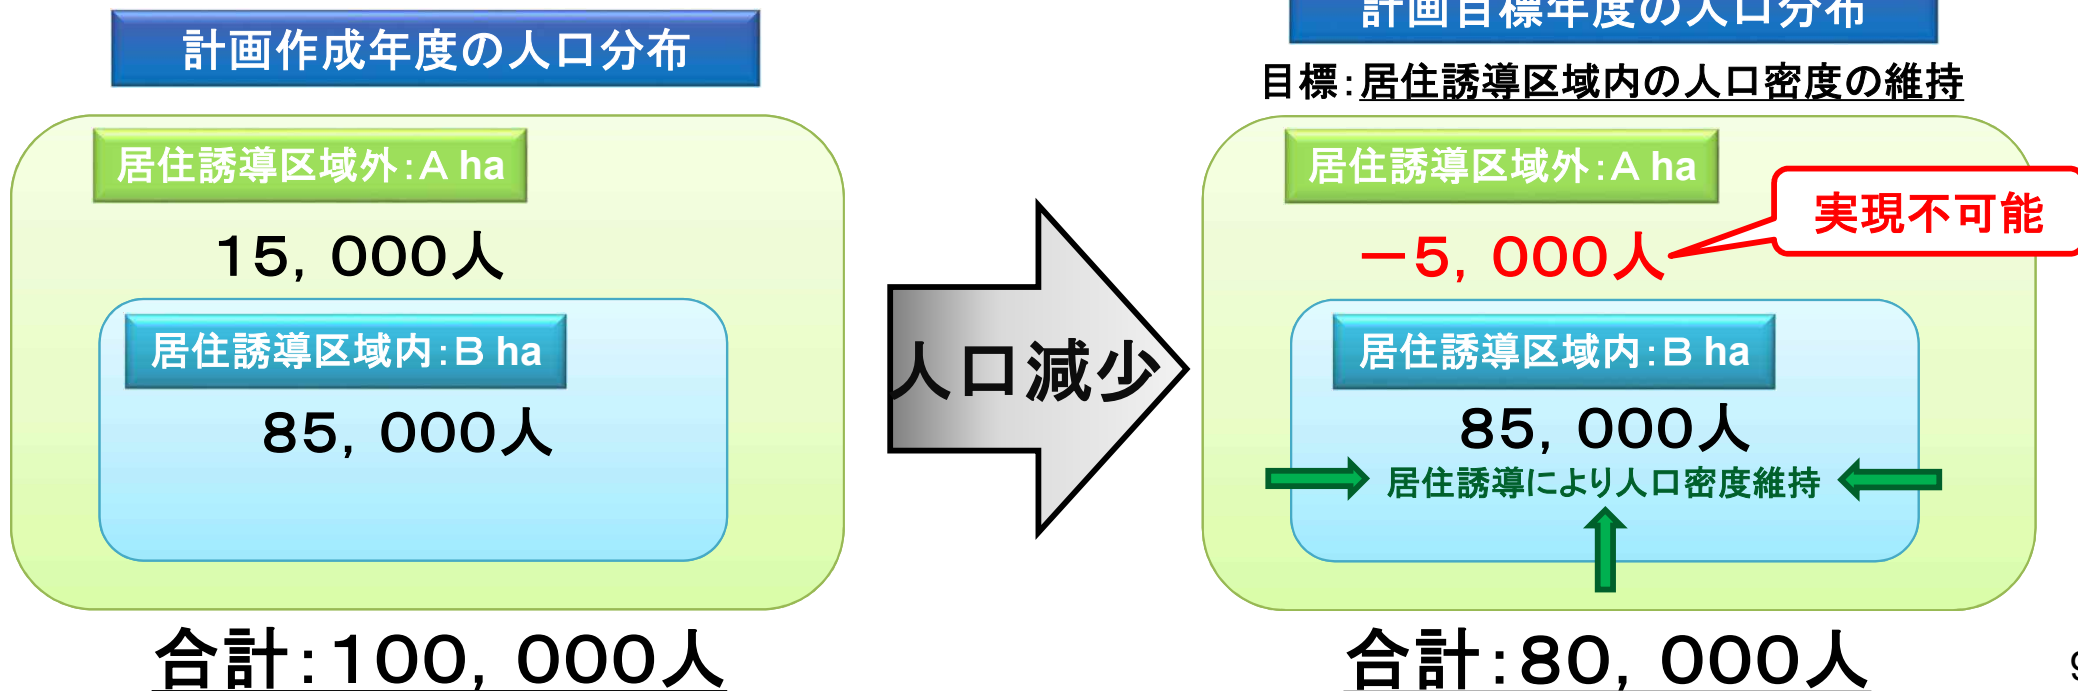 計画作成年度の人口分布
居住誘導区域外：A ha
15，000人
居住誘導区域内：B ha
85，000人
合計：100，000人
人口減少
計画目標年度の人口分布
目標：居住誘導区域内の人口密度の維持
居住誘導区域外：A ha
実現不可能
－5，000人
居住誘導区域内：B ha
85，000人
居住誘導により人口密度維持
合計：80，000人